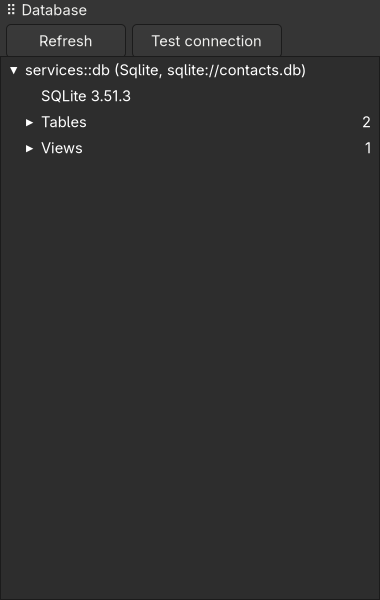 Database
Refresh
Test connection
services::db (Sqlite, sqlite://contacts.db)
SQLite 3.51.3
Tables 2
Views 1